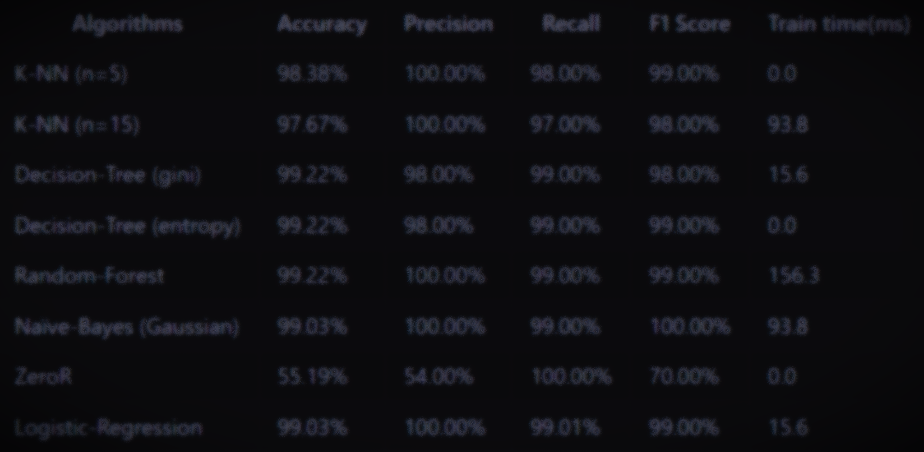 Algorithms Accuracy Precision Recall F1 Score Train time(ms)
K-NN (n=5) 98.38% 100.00% 98.00% 99.00% 0.0
K-NN (n=15) 97.67% 100.00% 97.00% 98.00% 93.8
Decision-Tree (gini) 99.22% 98.00% 99.00% 98.00% 15.6
Decision-Tree (entropy) 99.22% 98.00% 99.00% 99.00% 0.0
Random-Forest 99.22% 100.00% 99.00% 99.00% 156.3
Naïve-Bayes (Gaussian) 99.03% 100.00% 99.00% 100.00% 93.8
ZeroR 55.19% 54.00% 100.00% 70.00% 0.0
Logistic-Regression 99.03% 100.00% 99.01% 99.00% 15.6